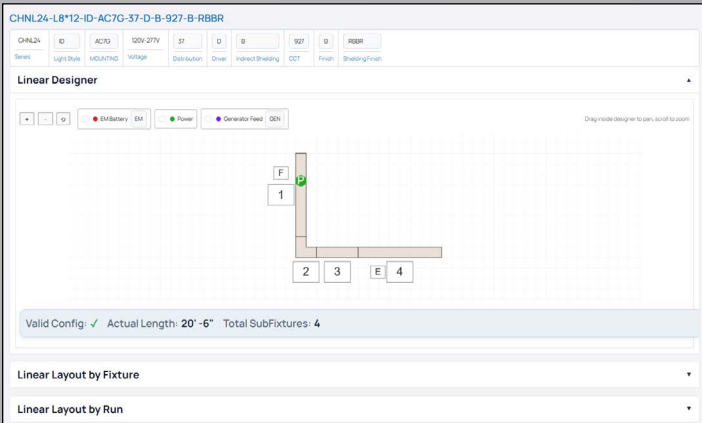 CHNL24-L8*12-ID-AC7G-37-D-B-927-B-RBBR
CHNL24 ID AC7G 120V-277V 37 D B 927 B RBBR
Series Light Style MOUNTING Voltage Distribution Driver Indirect Shielding CCT Finish Shielding Finish
Linear Designer
+ - EM Battery EM Power Generator Feed GEN Drag inside designer to pan, scroll to zoom
F
P
1
2 3 E 4
Valid Config: ✓ Actual Length: 20' -6" Total SubFixtures: 4
Linear Layout by Fixture
Linear Layout by Run